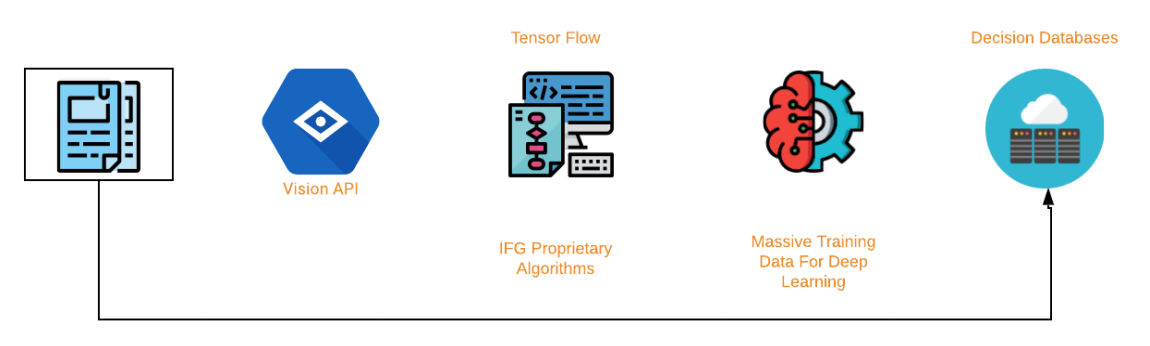 Tensor Flow
Decision Databases
Vision API
IFG Proprietary
Algorithms
Massive Training
Data For Deep
Learning